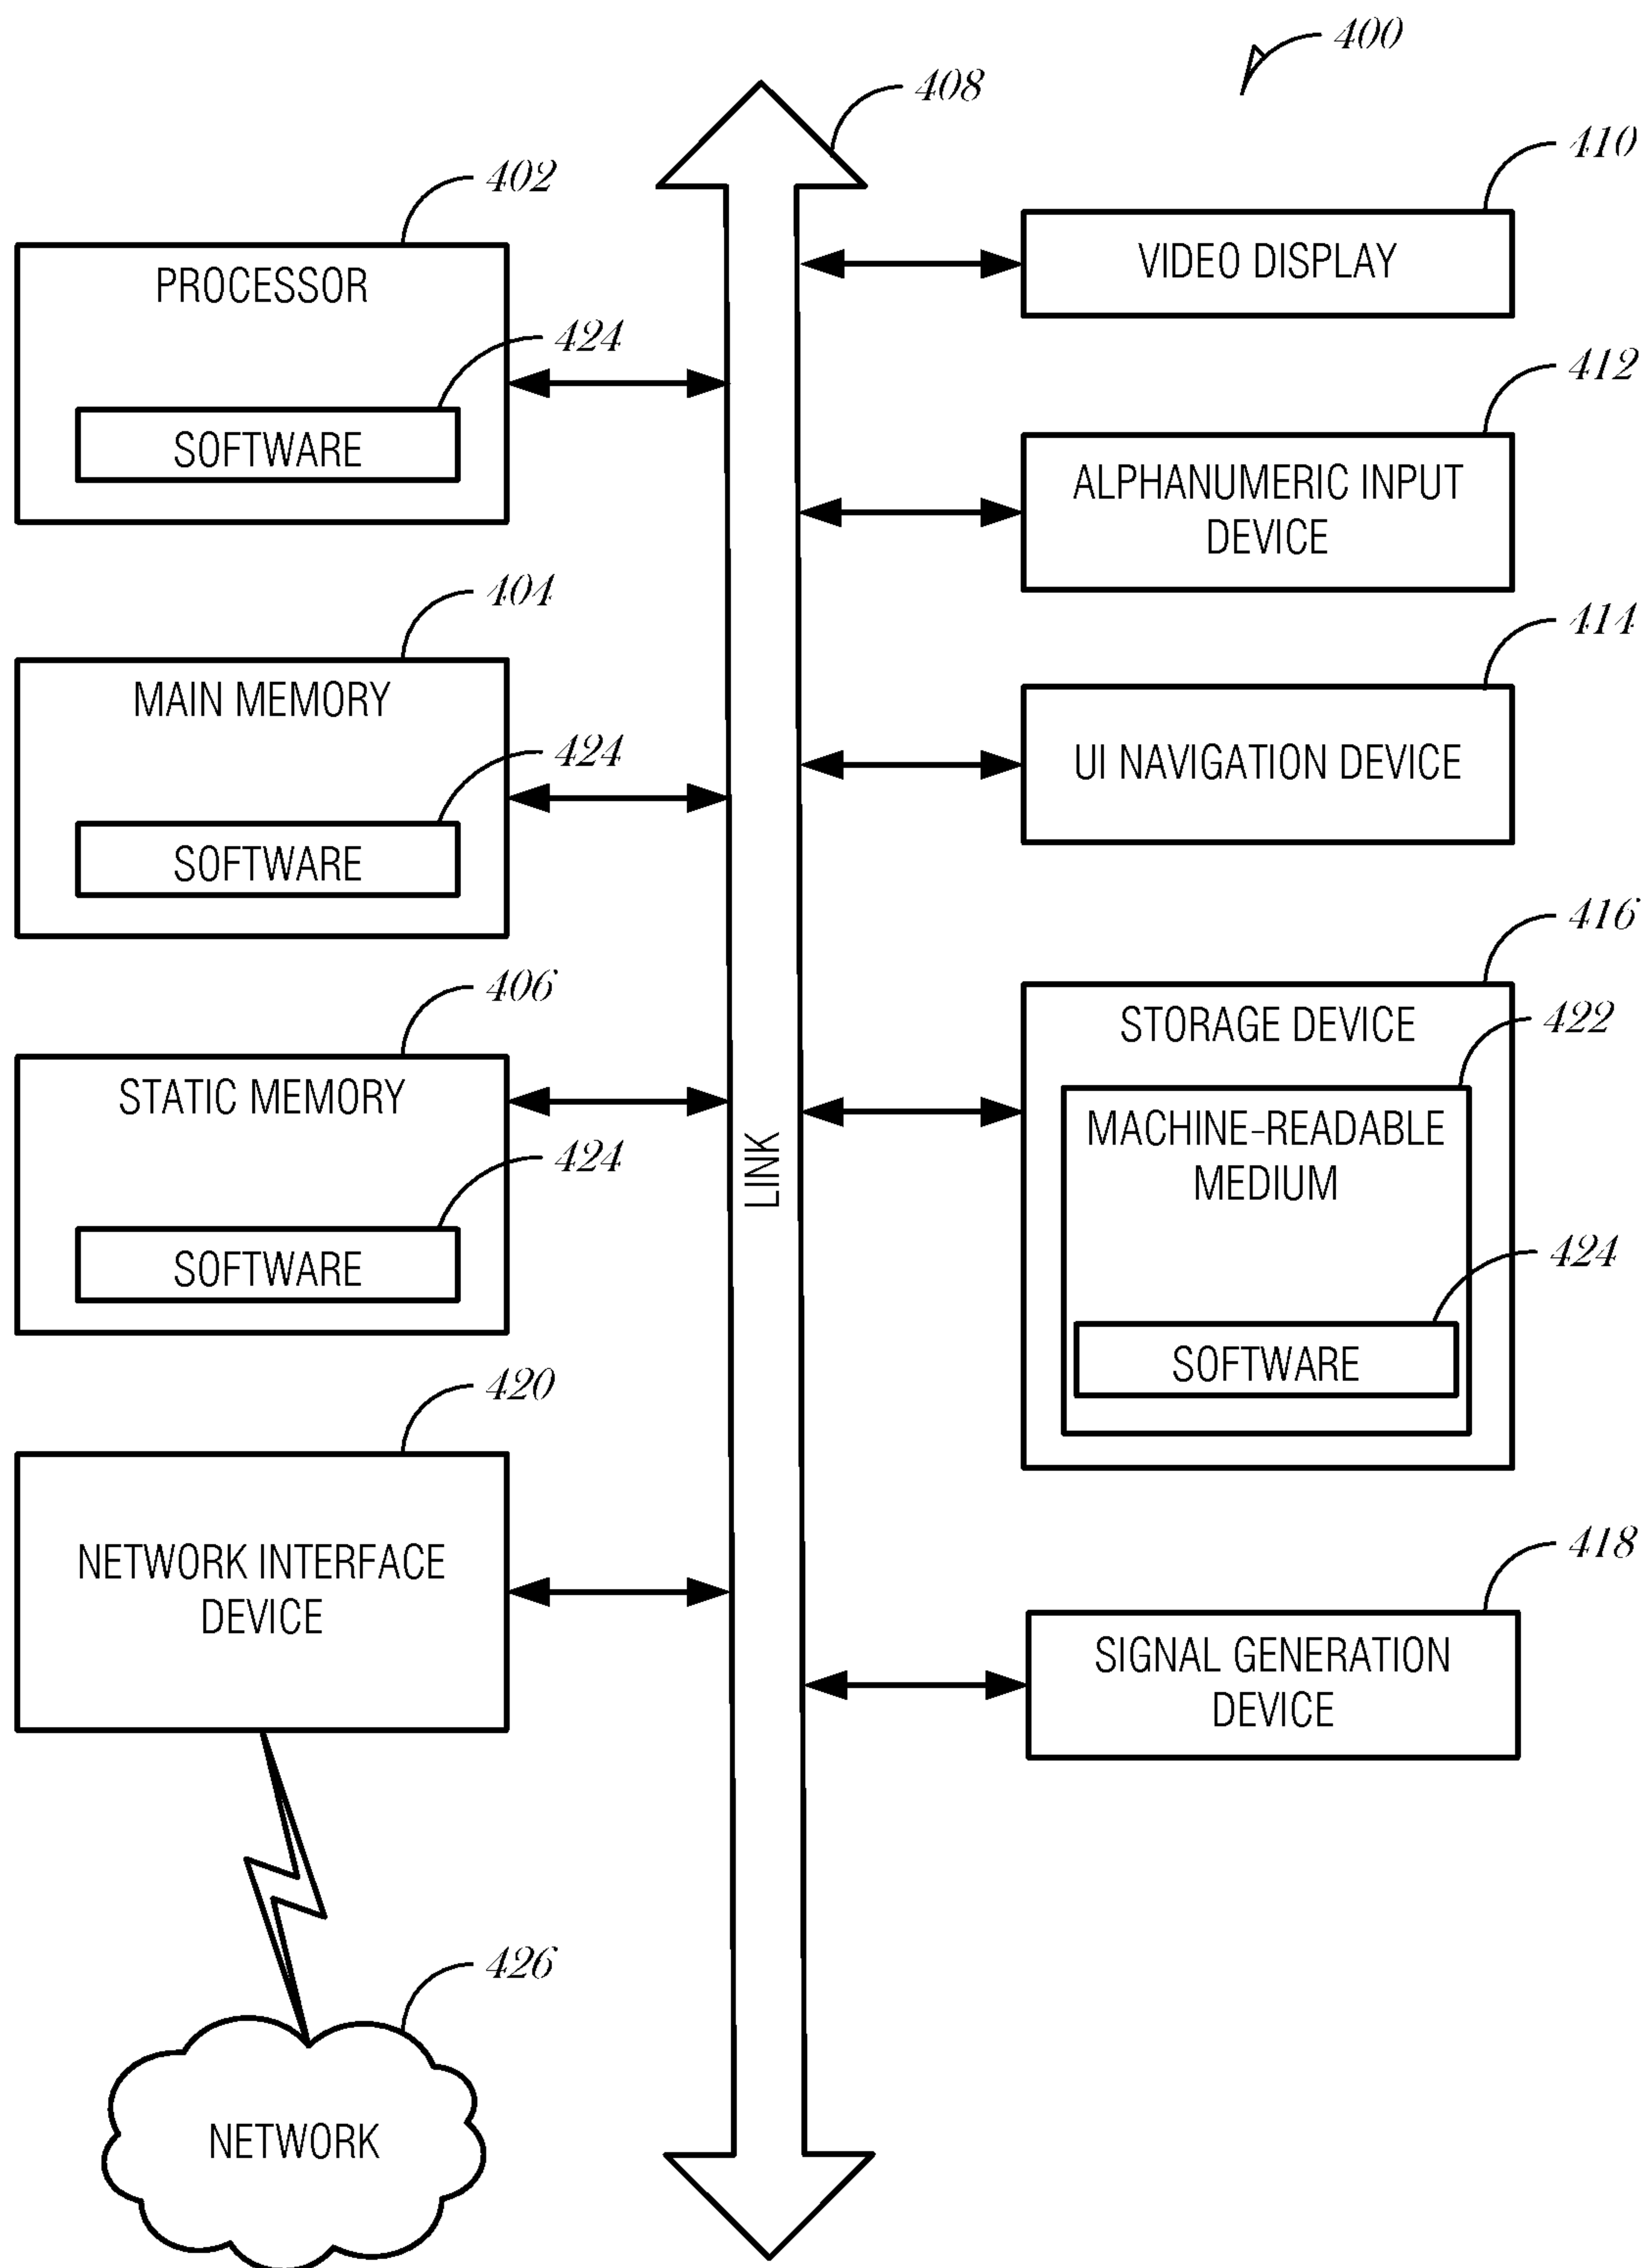 400
408
402
PROCESSOR
424
SOFTWARE
404
MAIN MEMORY
424
SOFTWARE
406
STATIC MEMORY
424
SOFTWARE
420
NETWORK INTERFACE
DEVICE
426
NETWORK
LINK
410
VIDEO DISPLAY
412
ALPHANUMERIC INPUT
DEVICE
414
UI NAVIGATION DEVICE
416
STORAGE DEVICE
422
MACHINE-READABLE
MEDIUM
424
SOFTWARE
418
SIGNAL GENERATION
DEVICE